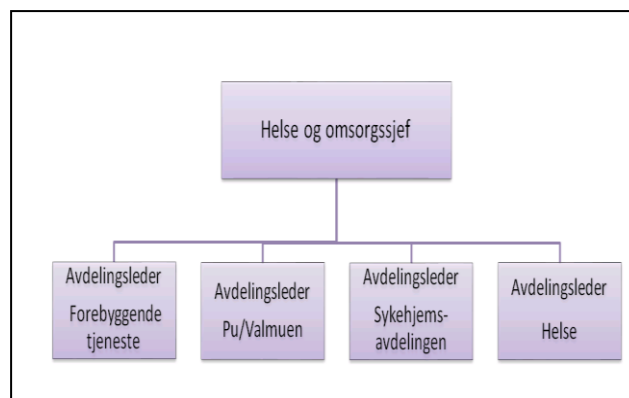 Helse og omsorgssjef
Avdelingsleder
Forebyggende
tjeneste
Avdelingsleder
Pu/Valmuen
Avdelingsleder
Sykehjems-
avdelingen
Avdelingsleder
Helse